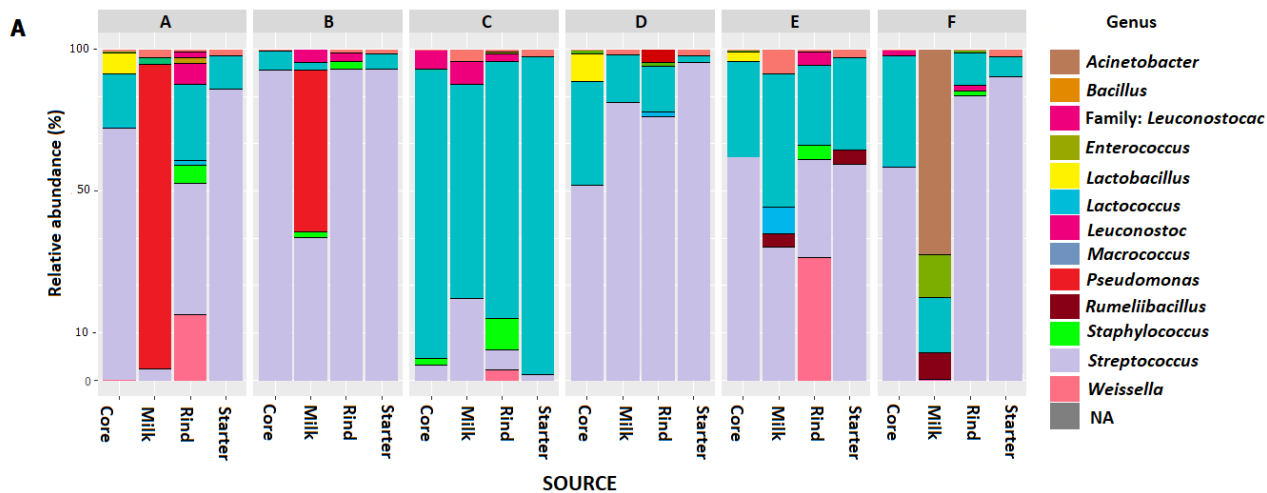 A
A B C D E F
Genus
Relative abundance (%)
100
50
10
0
Acinetobacter
Bacillus
Family: Leuconostocac
Enterococcus
Lactobacillus
Lactococcus
Leuconostoc
Macrococcus
Pseudomonas
Rumeliibacillus
Staphylococcus
Streptococcus
Weissella
NA
Core Milk Rind Starter Core Milk Rind Starter Core Milk Rind Starter Core Milk Rind Starter Core Milk Rind Starter Core Milk Rind Starter
SOURCE